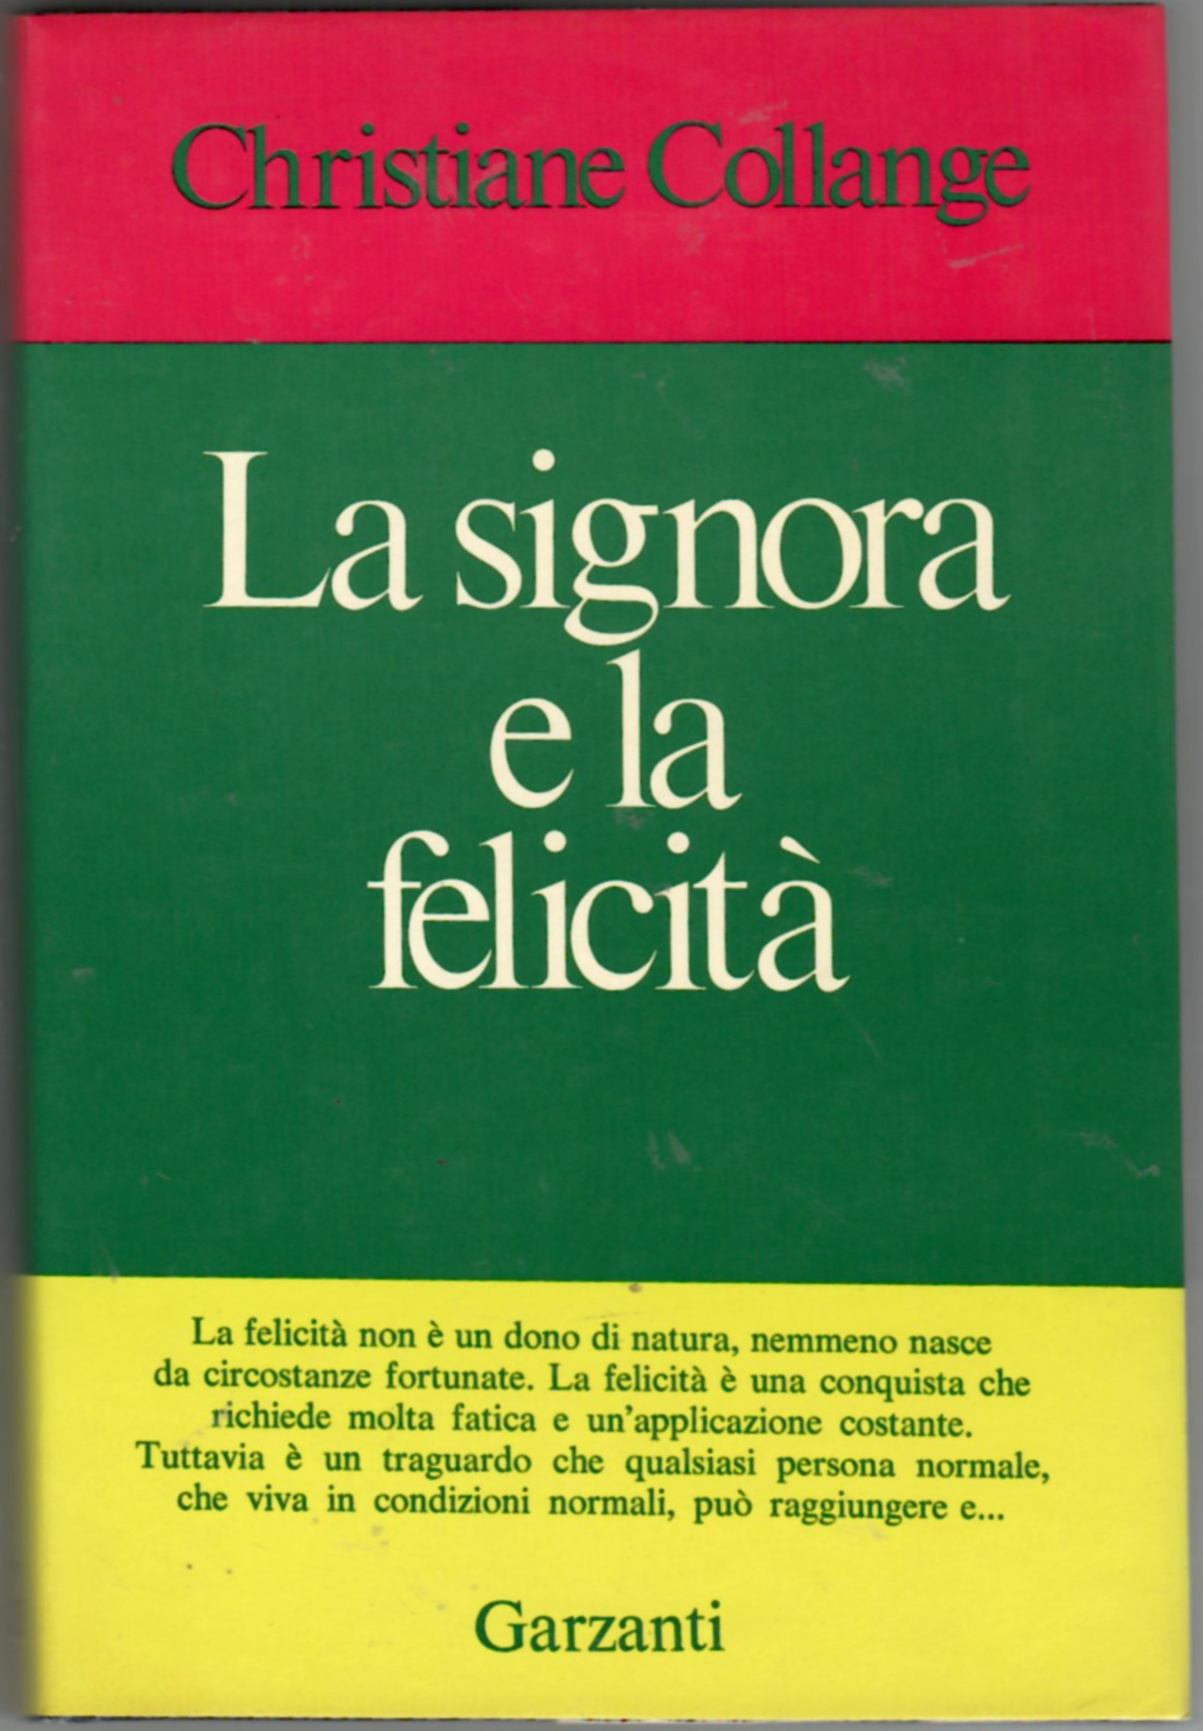 Christiane Collange
La signora
e la
felicità
La felicità non è un dono di natura, nemmeno nasce
da circostanze fortunate. La felicità è una conquista che
richiede molta fatica e un'applicazione costante.
Tuttavia è un traguardo che qualsiasi persona normale,
che viva in condizioni normali, può raggiungere e...
Garzanti